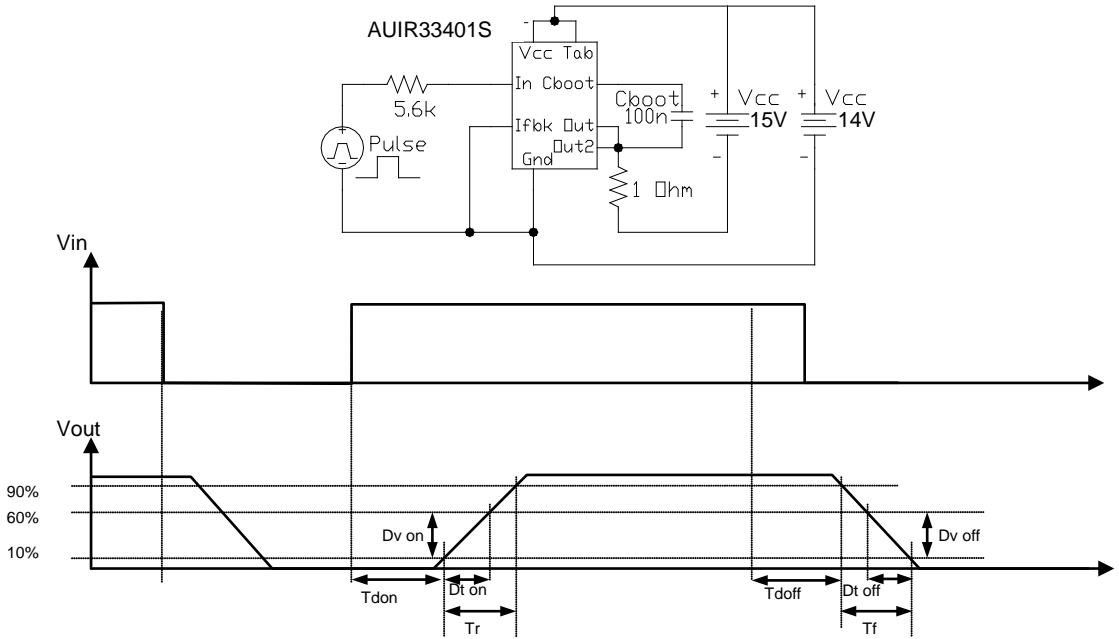 AUIR33401S
Vcc Tab
In Cboot
5.6k
Cboot
100n
+ Vcc
15V
-
+ Vcc
14V
-
Ifbk Out
Out2
Gnd
+
-
Pulse
1 Ohm
Vin
Vout
90%
60%
10%
Dv on
Dv off
Tdon
Dt on
Tr
Tdoff
Dt off
Tf